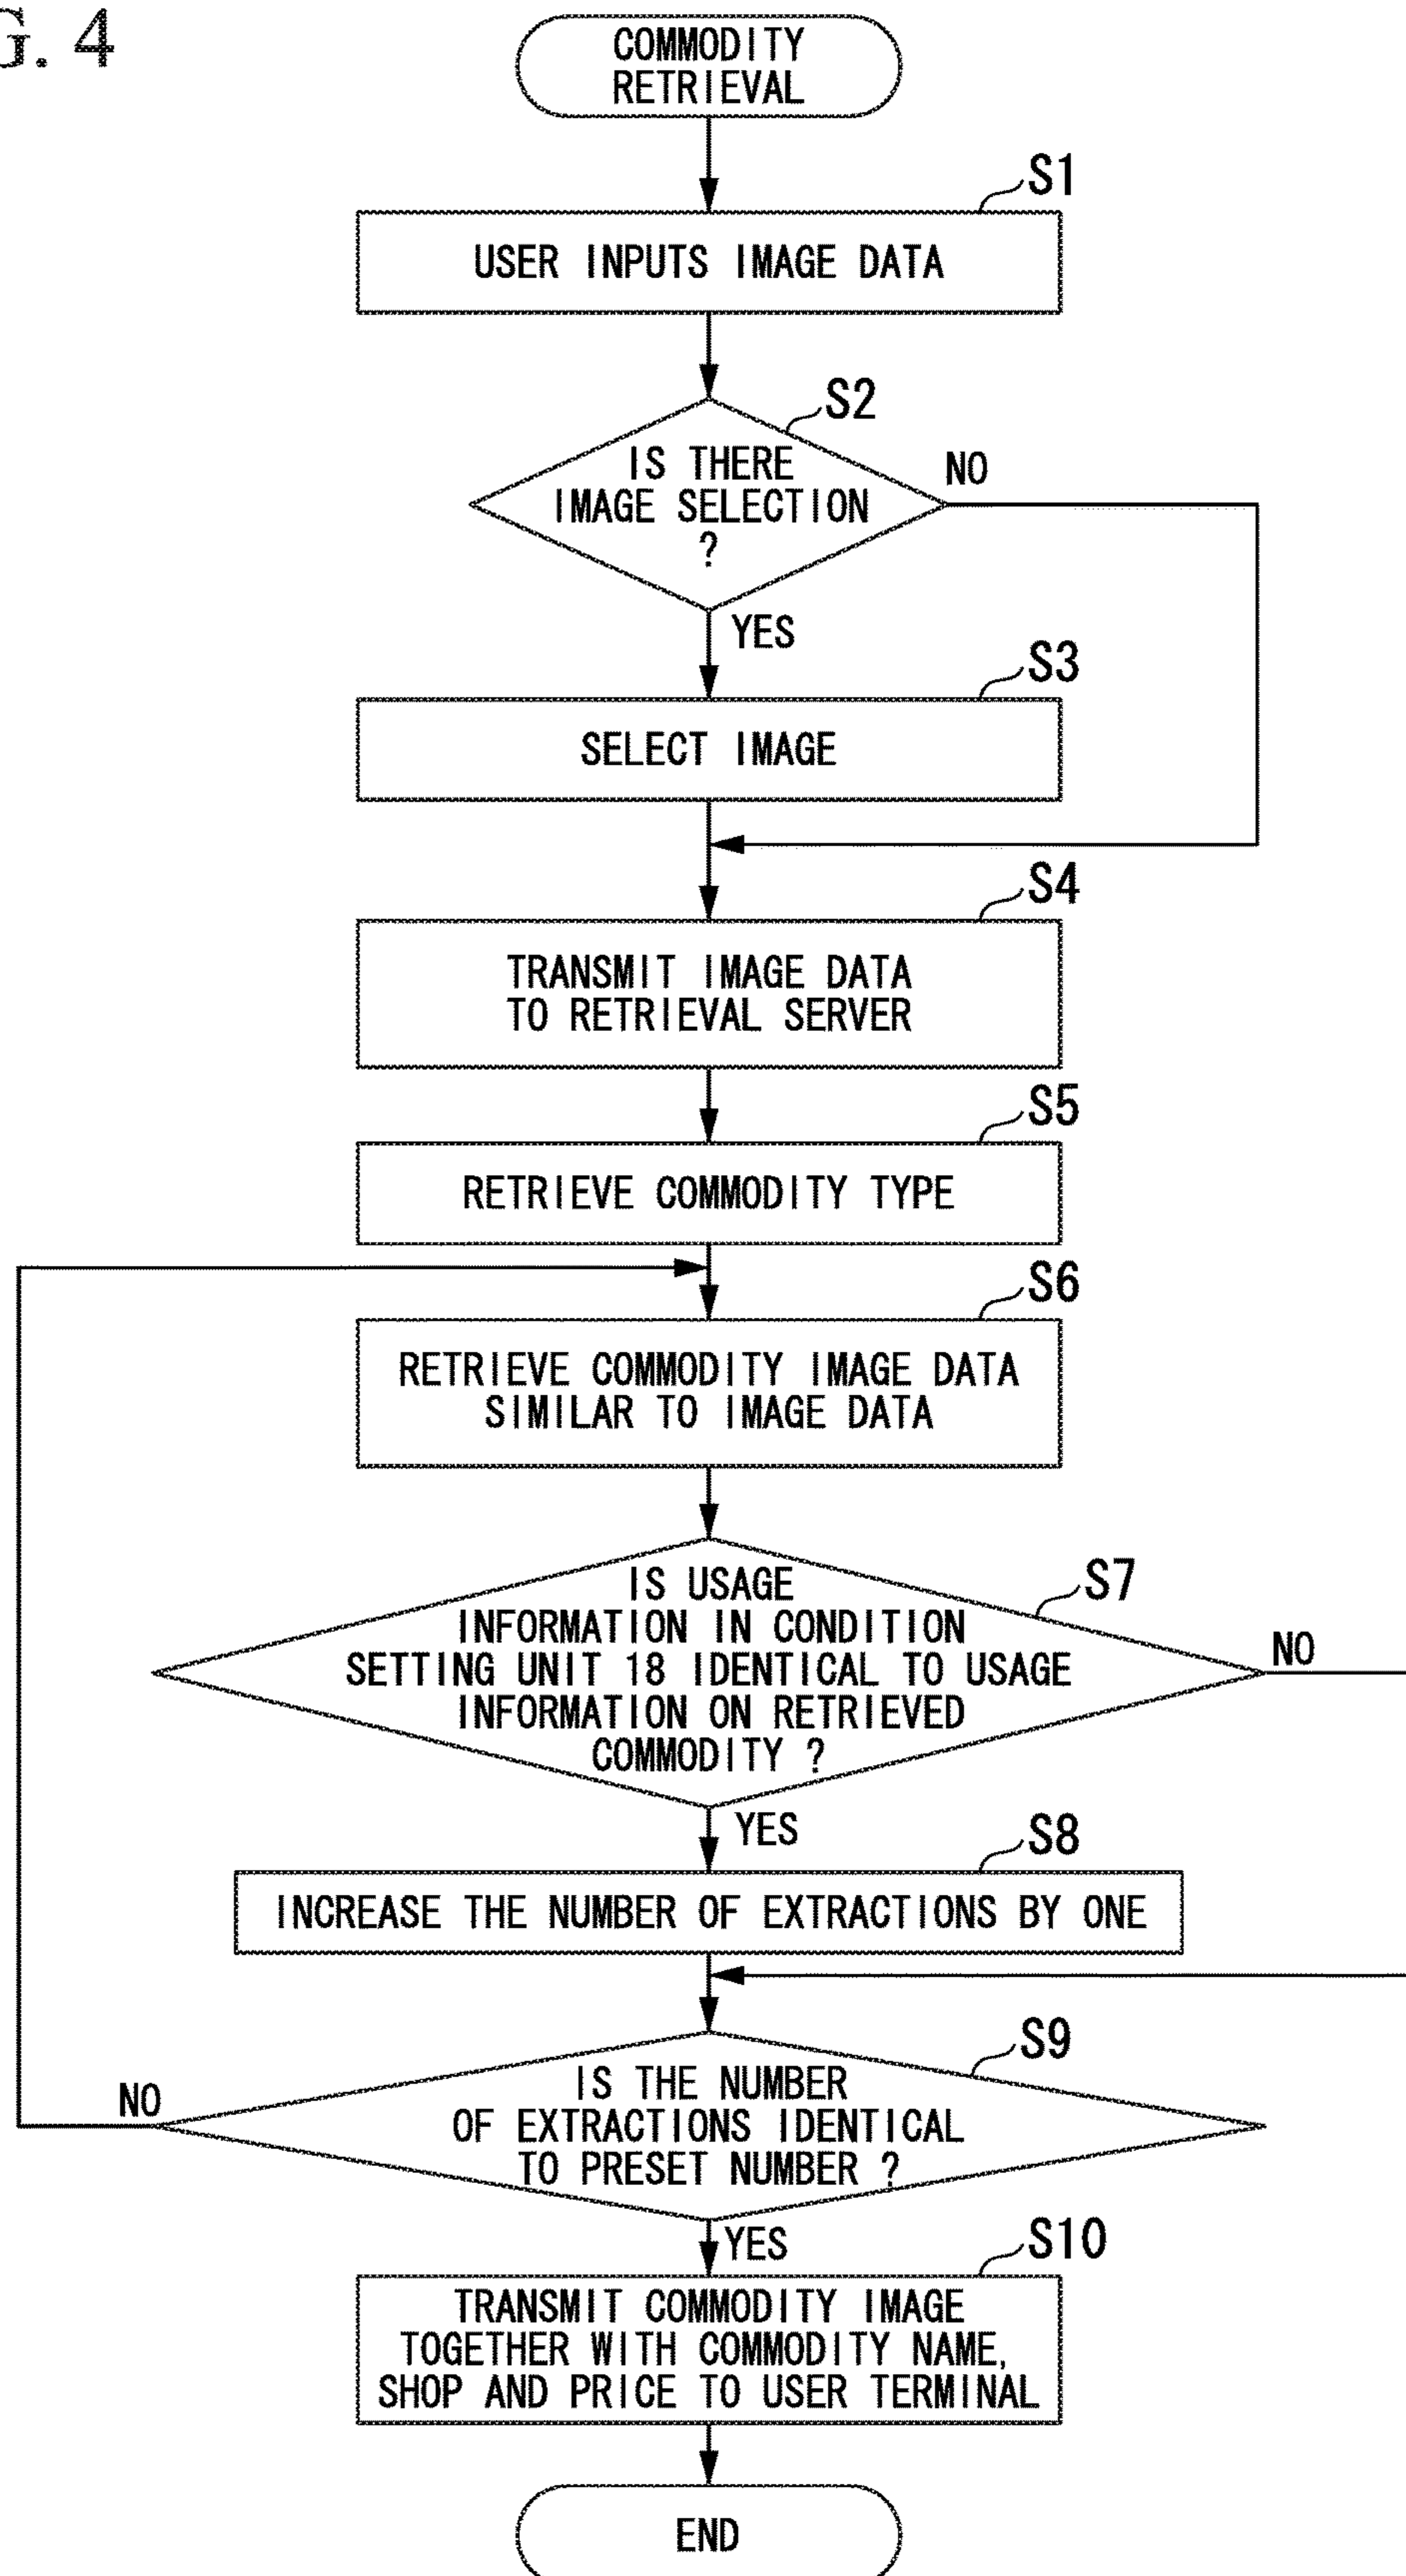 G. 4
COMMODITY
RETRIEVAL
S1
USER INPUTS IMAGE DATA
S2
IS THERE
IMAGE SELECTION
?
NO
YES
S3
SELECT IMAGE
S4
TRANSMIT IMAGE DATA
TO RETRIEVAL SERVER
S5
RETRIEVE COMMODITY TYPE
S6
RETRIEVE COMMODITY IMAGE DATA
SIMILAR TO IMAGE DATA
S7
IS USAGE
INFORMATION IN CONDITION
SETTING UNIT 18 IDENTICAL TO USAGE
INFORMATION ON RETRIEVED
COMMODITY ?
NO
YES
S8
INCREASE THE NUMBER OF EXTRACTIONS BY ONE
S9
IS THE NUMBER
OF EXTRACTIONS IDENTICAL
TO PRESET NUMBER ?
NO
YES
S10
TRANSMIT COMMODITY IMAGE
TOGETHER WITH COMMODITY NAME,
SHOP AND PRICE TO USER TERMINAL
END